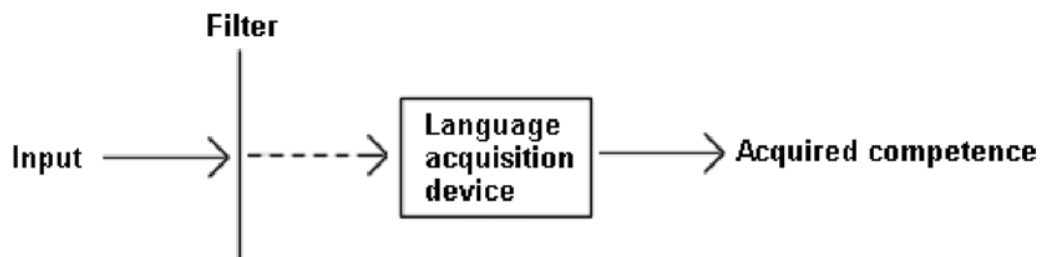 Filter
Input
Language
acquisition
device
Acquired competence